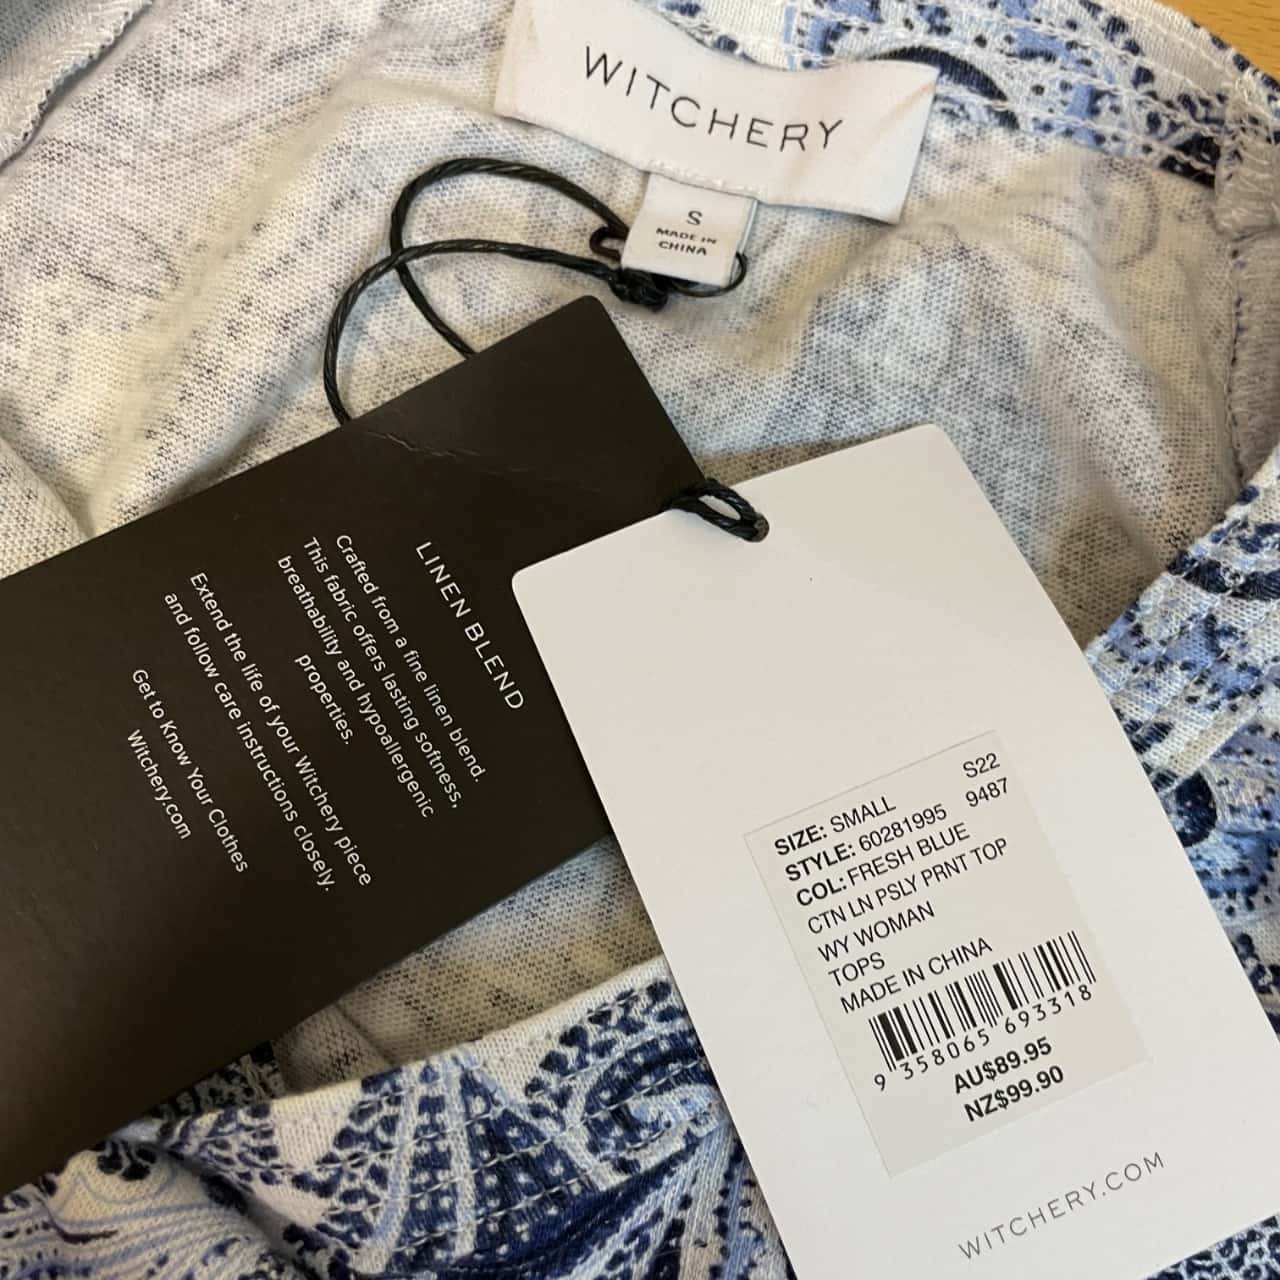 WITCHERY
S
MADE IN
CHINA
LINEN BLEND
Crafted from a fine linen blend.
This fabric offers lasting softness,
breathability and hypoallergenic
properties.
Extend the life of your Witchery piece
and follow care instructions closely.
Get to Know Your Clothes
Witchery.com
S22
SIZE: SMALL
STYLE: 60281995 9487
COL: FRESH BLUE
CTN LN PSLY PRNT TOP
WY WOMAN
TOPS
MADE IN CHINA
9 358065 693318
AU$89.95
NZ$99.90
WITCHERY.COM